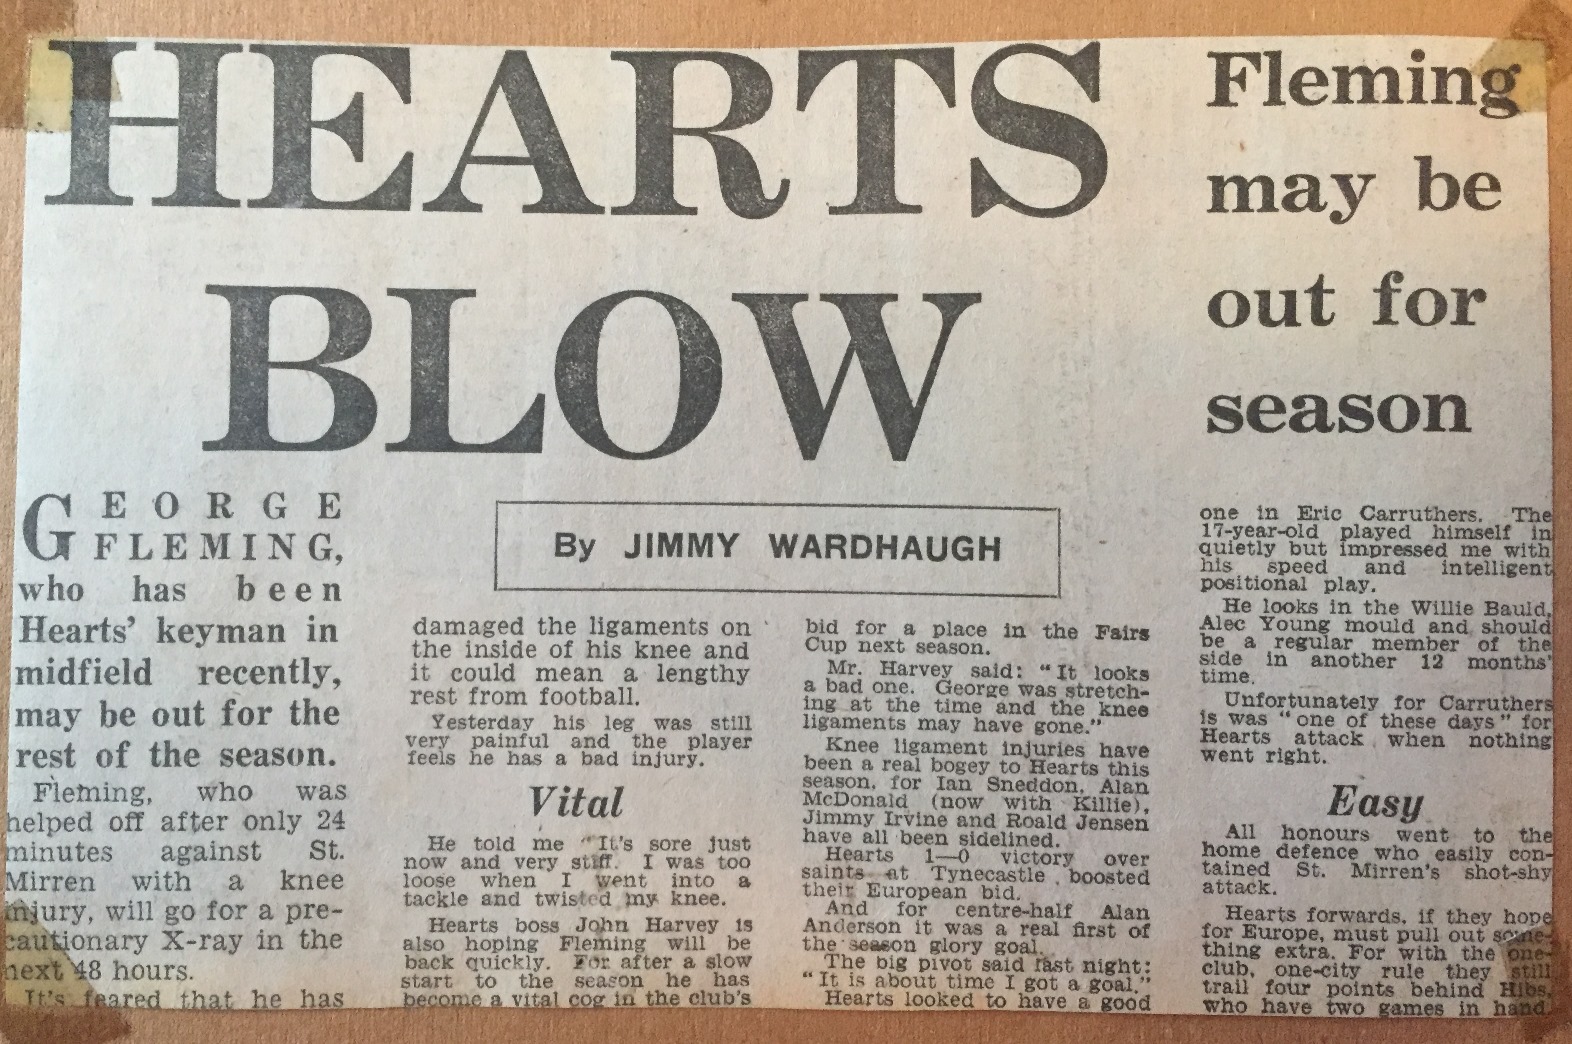 HEARTS
BLOW
Fleming
may be
out for
season
By JIMMY WARDHAUGH
GEORGE
FLEMING,
who has been
Hearts' keyman in
midfield recently,
may be out for the
rest of the season.
Fleming, who was
helped off after only 24
minutes against St.
Mirren with a knee
injury, will go for a pre-
cautionary X-ray in the
next 48 hours.
It's feared that he has
damaged the ligaments on
the inside of his knee and
it could mean a lengthy
rest from football.
Yesterday his leg was still
very painful and the player
feels he has a bad injury.
Vital
He told me "It's sore just
now and very stiff. I was too
loose when I went into a
tackle and twisted my knee.
Hearts boss John Harvey is
also hoping Fleming will be
back quickly. For after a slow
start to the season he has
become a vital cog in the club's
bid for a place in the Fairs
Cup next season.
Mr. Harvey said: "It looks
a bad one. George was stretch-
ing at the time and the knee
ligaments may have gone."
Knee ligament injuries have
been a real bogey to Hearts this
season, for Ian Sneddon, Alan
McDonald (now with Killie),
Jimmy Irvine and Roald Jensen
have all been sidelined.
Hearts 1—0 victory over
saints at Tynecastle boosted
their European bid.
And for centre-half Alan
Anderson it was a real first of
the season glory goal.
The big pivot said last night:
"It is about time I got a goal."
Hearts looked to have a good
one in Eric Carruthers. The
17-year-old played himself in
quietly but impressed me with
his speed and intelligent
positional play.
He looks in the Willie Bauld,
Alec Young mould and should
be a regular member of the
side in another 12 months'
time.
Unfortunately for Carruthers
is was "one of these days" for
Hearts attack when nothing
went right.
Easy
All honours went to the
home defence who easily con-
tained St. Mirren's shot-shy
attack.
Hearts forwards, if they hope
for Europe, must pull out some-
thing extra. For with the one-
club, one-city rule they still
trail four points behind Hibs,
who have two games in hand.